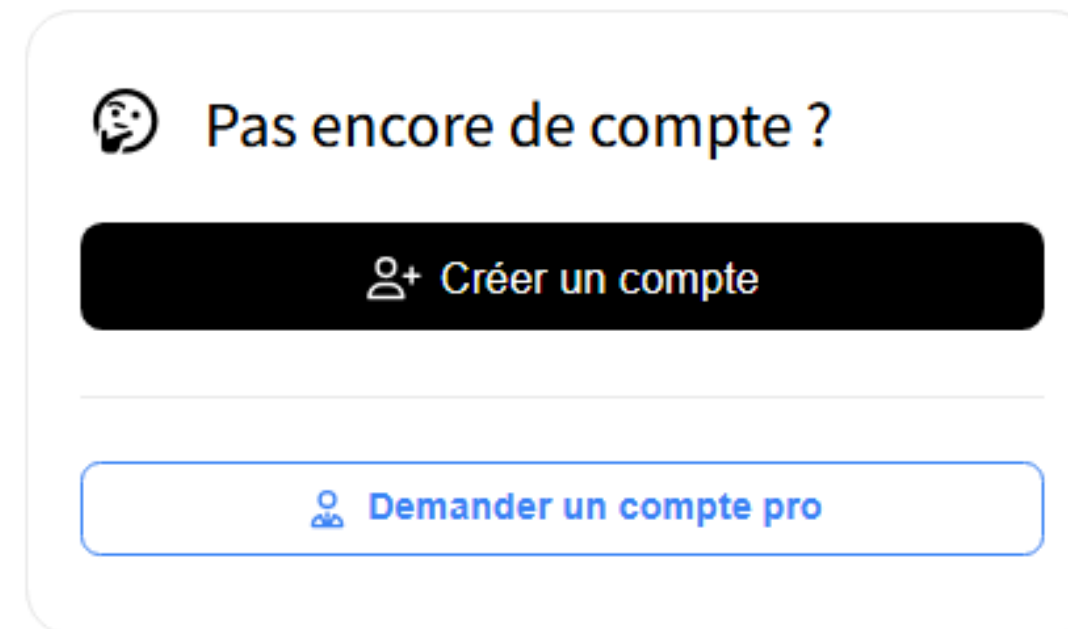 Pas encore de compte ?
Créer un compte
Demander un compte pro